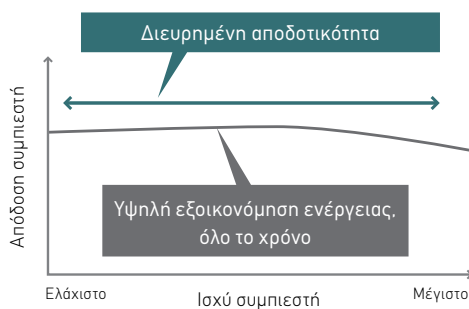 Διευρημένη αποδοτικότητα
Απόδοση συμπιεστή
Υψηλή εξοικονόμηση ενέργειας,
όλο το χρόνο
Ελάχιστο
Ισχύ συμπιεστή
Μέγιστο